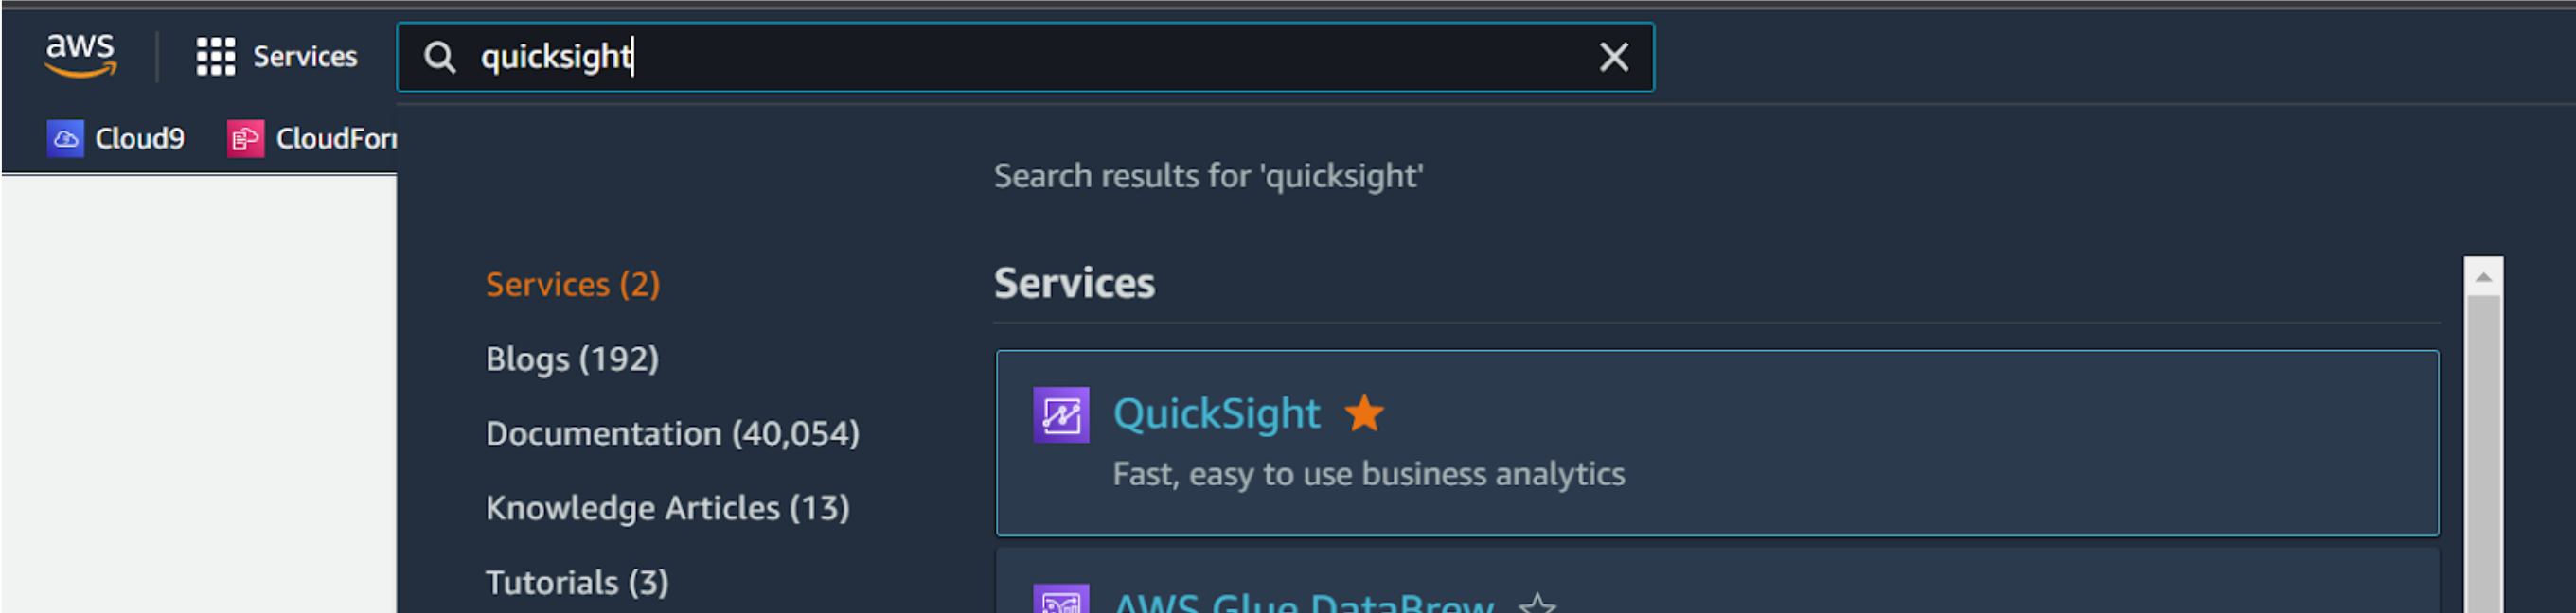 aws
Services
quicksight
Cloud9
CloudFor
Search results for 'quicksight'
Services (2)
Blogs (192)
Documentation (40,054)
Knowledge Articles (13)
Tutorials (3)
Services
QuickSight
Fast, easy to use business analytics
AWS Glue DataBrew